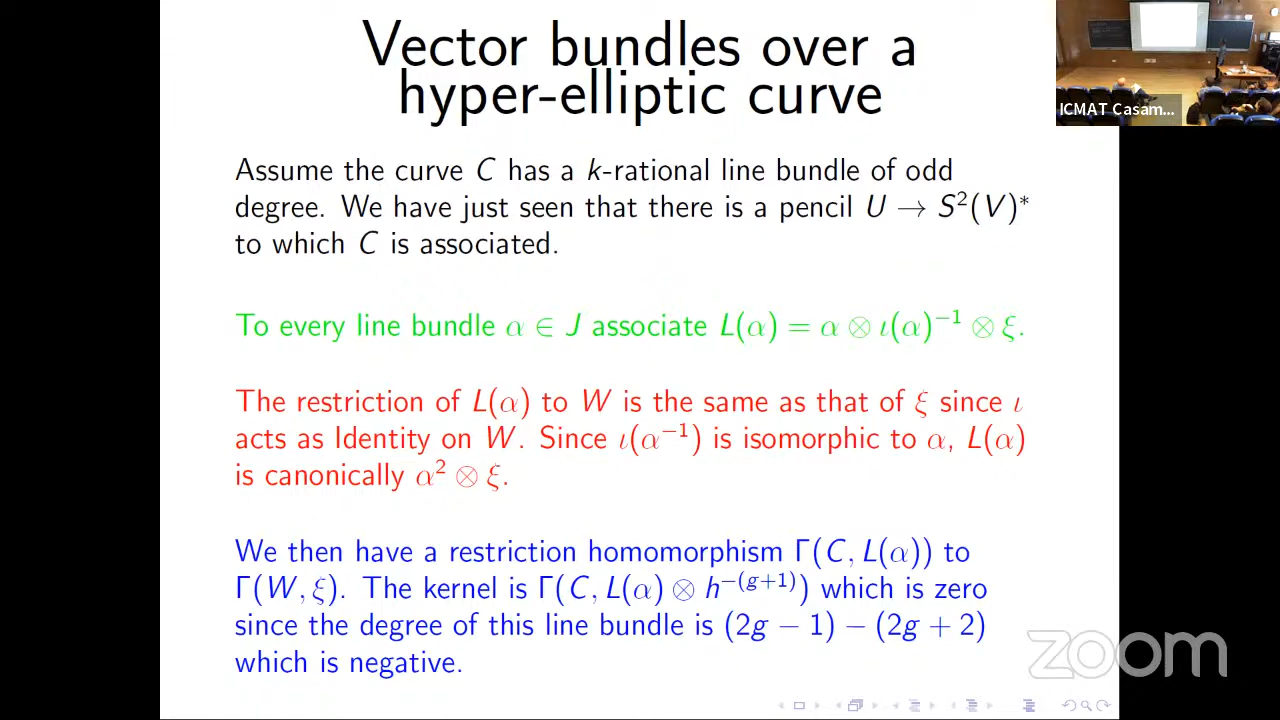 Vector bundles over a
hyper-elliptic curve
ICMAT Casam...
Assume the curve C has a k-rational line bundle of odd
degree. We have just seen that there is a pencil U → S²(V)*
to which C is associated.
To every line bundle α ∈ J associate L(α) = α ⊗ ι(α)⁻¹ ⊗ ξ.
The restriction of L(α) to W is the same as that of ξ since ι
acts as Identity on W. Since ι(α⁻¹) is isomorphic to α, L(α)
is canonically α² ⊗ ξ.
We then have a restriction homomorphism Γ(C, L(α)) to
Γ(W, ξ). The kernel is Γ(C, L(α) ⊗ h⁻⁽ᵍ⁺¹⁾) which is zero
since the degree of this line bundle is (2g − 1) − (2g + 2)
which is negative.
zoom